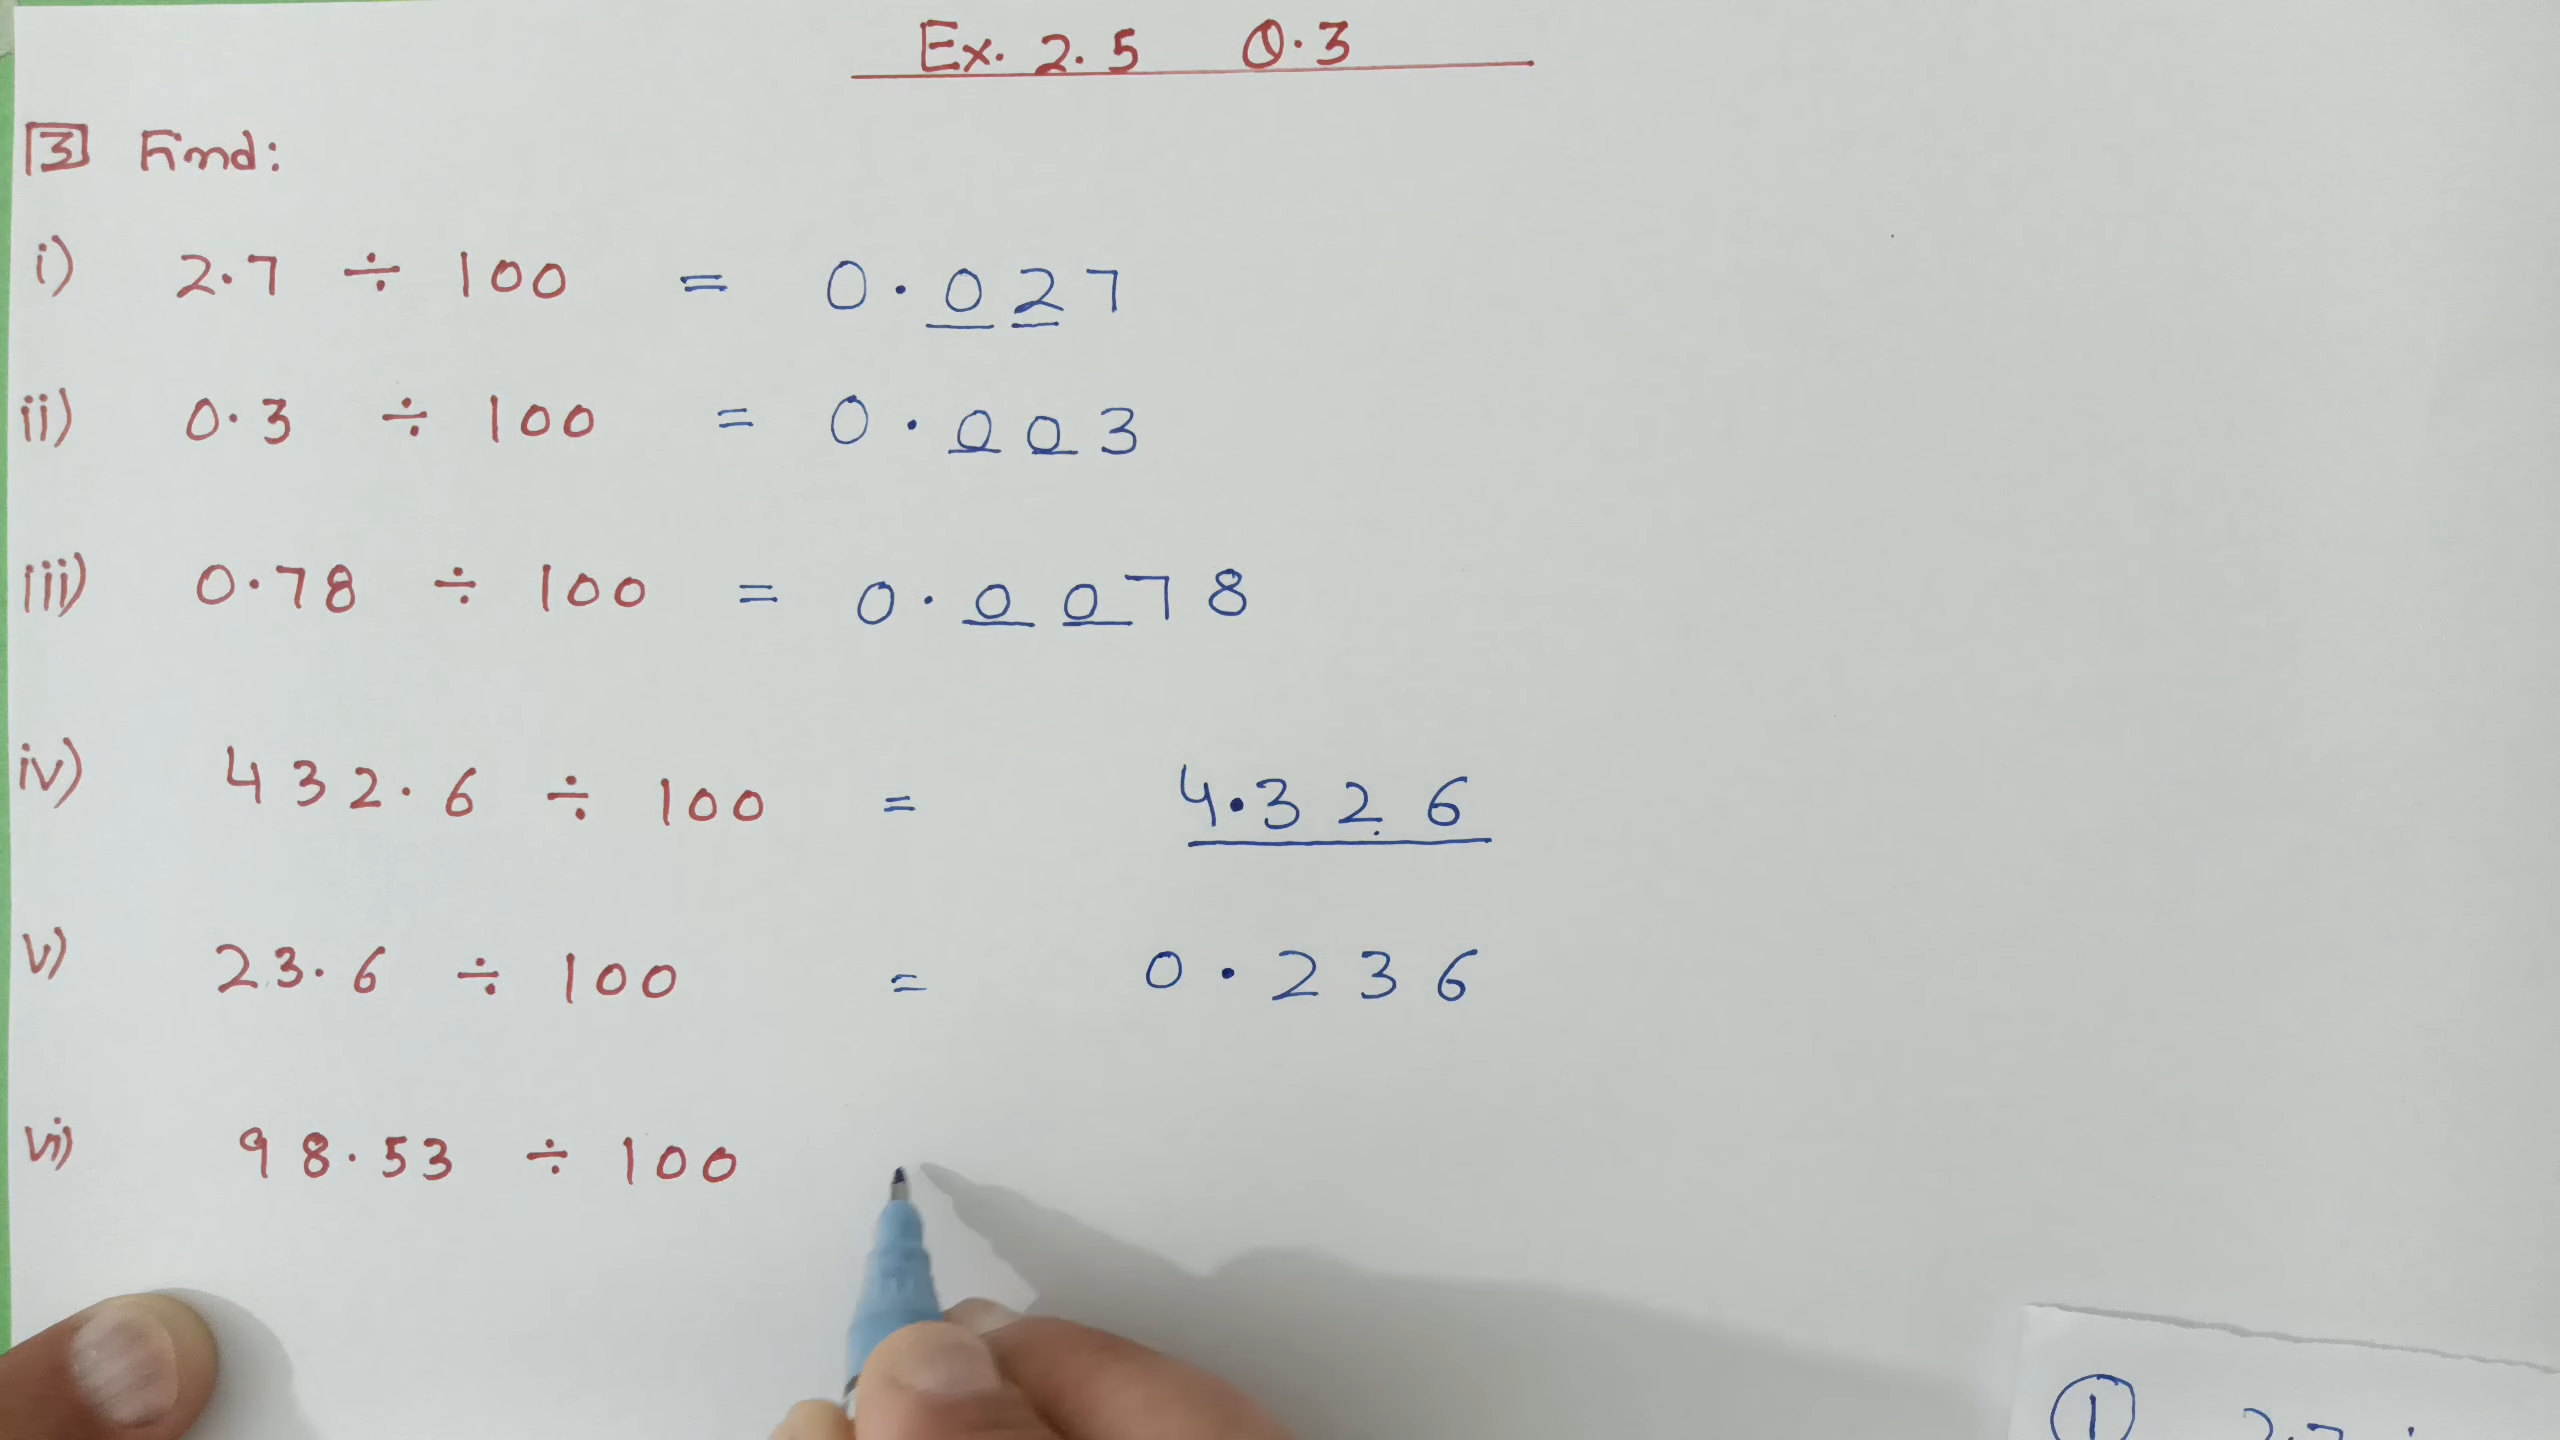 Ex. 2.5 Q.3
3 Find:
i) 2.7 ÷ 100 = 0.027
ii) 0.3 ÷ 100 = 0.003
iii) 0.78 ÷ 100 = 0.0078
iv) 432.6 ÷ 100 = 4.326
v) 23.6 ÷ 100 = 0.236
vi) 98.53 ÷ 100
1